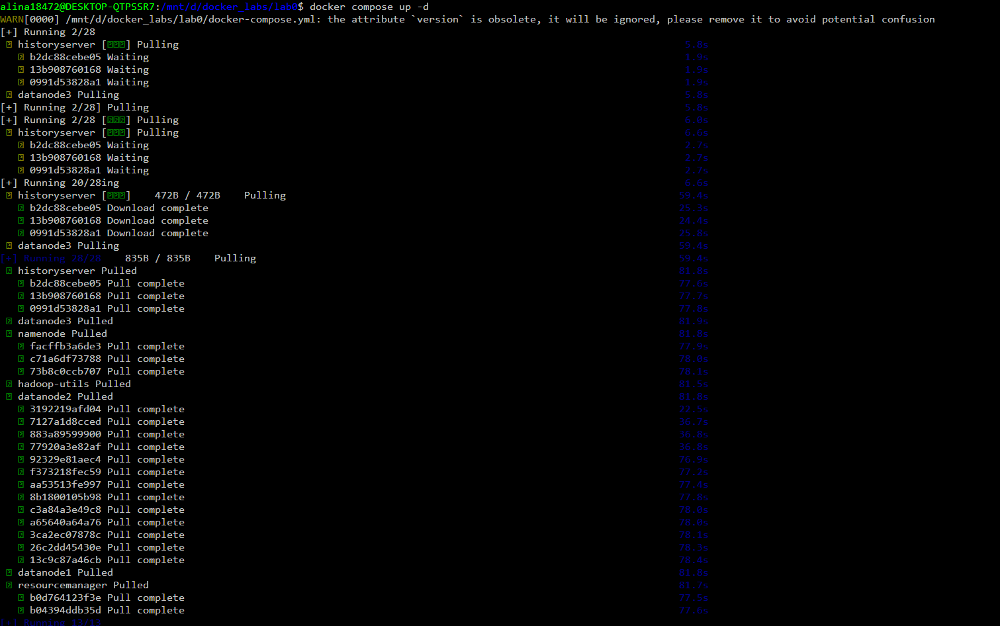 alina18472@DESKTOP-QTPSSR7:/mnt/d/docker_labs/lab0$ docker compose up -d
WARN[0000] /mnt/d/docker_labs/lab0/docker-compose.yml: the attribute `version` is obsolete, it will be ignored, please remove it to avoid potential confusion
[+] Running 2/28
historyserver [] Pulling 5.8s
b2dc88cebe05 Waiting 1.9s
13b908760168 Waiting 1.9s
0991d53828a1 Waiting 1.9s
datanode3 Pulling 5.8s
[+] Running 2/28] Pulling 5.8s
[+] Running 2/28 [] Pulling 6.0s
historyserver [] Pulling 6.6s
b2dc88cebe05 Waiting 2.7s
13b908760168 Waiting 2.7s
0991d53828a1 Waiting 2.7s
[+] Running 20/28ing 6.6s
historyserver [] 472B / 472B Pulling 59.4s
b2dc88cebe05 Download complete 25.3s
13b908760168 Download complete 24.4s
0991d53828a1 Download complete 25.8s
datanode3 Pulling 59.4s
[+] Running 28/28 835B / 835B Pulling 59.4s
historyserver Pulled 81.8s
b2dc88cebe05 Pull complete 77.6s
13b908760168 Pull complete 77.7s
0991d53828a1 Pull complete 77.8s
datanode3 Pulled 81.9s
namenode Pulled 81.8s
facffb3a6de3 Pull complete 77.9s
c71a6df73788 Pull complete 78.0s
73b8c0ccb707 Pull complete 78.1s
hadoop-utils Pulled 81.5s
datanode2 Pulled 81.8s
3192219afd04 Pull complete 22.5s
7127a1d8cced Pull complete 36.7s
883a89599900 Pull complete 36.8s
77920a3e82af Pull complete 36.8s
92329e81aec4 Pull complete 76.9s
f373218fec59 Pull complete 77.2s
aa53513fe997 Pull complete 77.4s
8b1800105b98 Pull complete 77.8s
c3a84a3e49c8 Pull complete 78.0s
a65640a64a76 Pull complete 78.0s
3ca2ec07878c Pull complete 78.1s
26c2dd45430e Pull complete 78.3s
13c9c87a46cb Pull complete 78.4s
datanode1 Pulled 81.8s
resourcemanager Pulled 81.7s
b0d764123f3e Pull complete 77.5s
b04394ddb35d Pull complete 77.6s
[+] Running 13/13